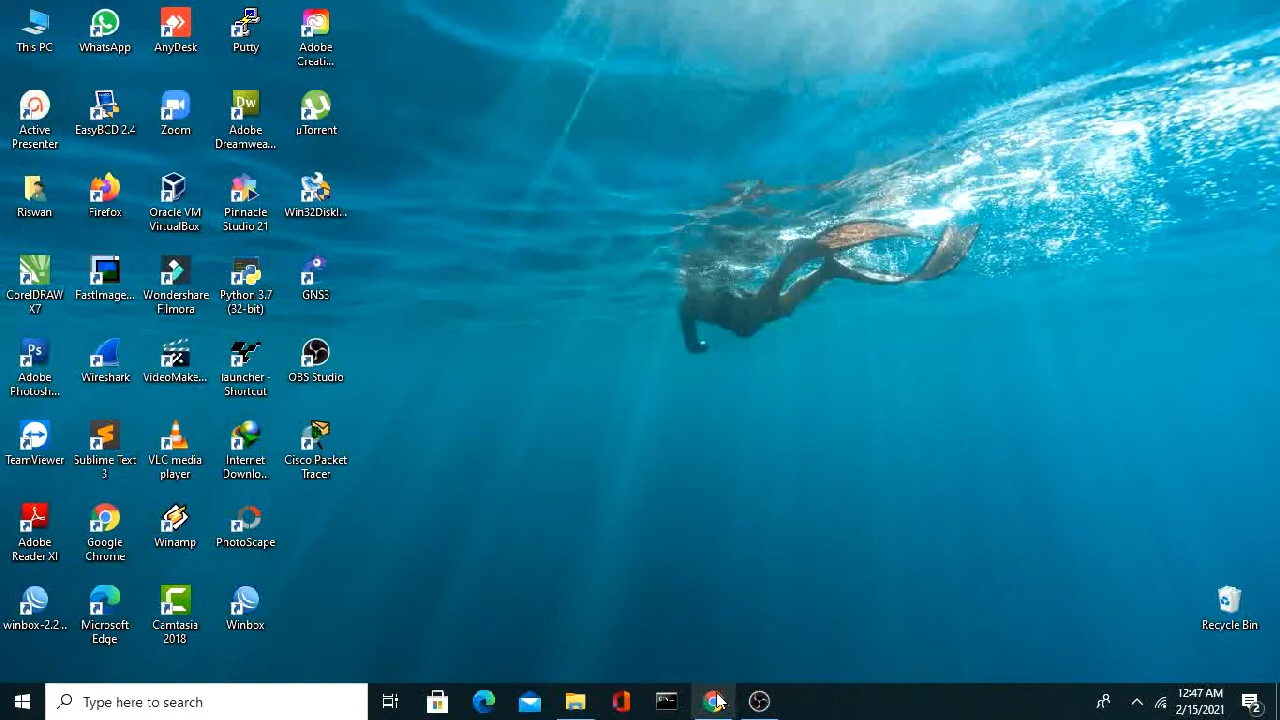 This PC
WhatsApp
AnyDesk
Putty
Adobe
Creati...
Active
Presenter
EasyBCD 2.4
Zoom
Dw
Adobe
Dreamwea...
µTorrent
Riswan
Firefox
Oracle VM
VirtualBox
Pinnacle
Studio 21
Win32DiskI...
CorelDRAW
X7
FastImage...
Wondershare
Filmora
Python 3.7
(32-bit)
GNS3
Ps
Adobe
Photosh...
Wireshark
VideoMake...
launcher -
Shortcut
OBS Studio
TeamViewer
Sublime Text
3
VLC media
player
Internet
Downlo...
Cisco Packet
Tracer
Adobe
Reader XI
Google
Chrome
Winamp
PhotoScape
winbox-2.2...
Microsoft
Edge
Camtasia
2018
Winbox
Recycle Bin
Type here to search
12:47 AM
2/15/2021
2